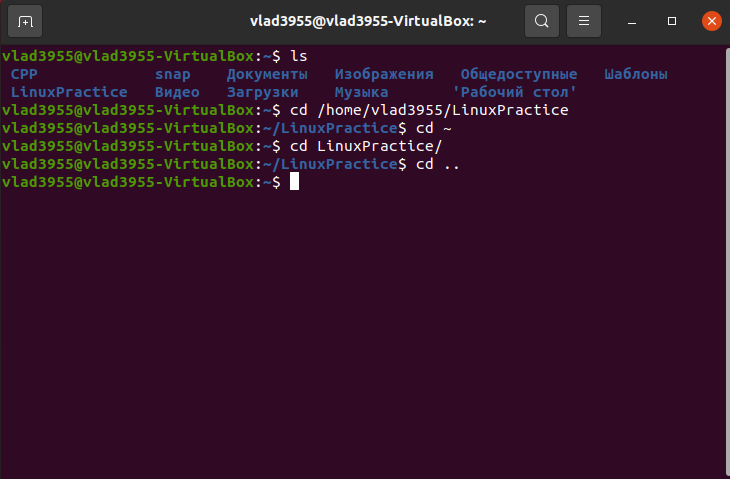 vlad3955@vlad3955-VirtualBox: ~
vlad3955@vlad3955-VirtualBox:~$ ls
CPP snap Документы Изображения Общедоступные Шаблоны
LinuxPractice Видео Загрузки Музыка 'Рабочий стол'
vlad3955@vlad3955-VirtualBox:~$ cd /home/vlad3955/LinuxPractice
vlad3955@vlad3955-VirtualBox:~/LinuxPractice$ cd ~
vlad3955@vlad3955-VirtualBox:~$ cd LinuxPractice/
vlad3955@vlad3955-VirtualBox:~/LinuxPractice$ cd ..
vlad3955@vlad3955-VirtualBox:~$